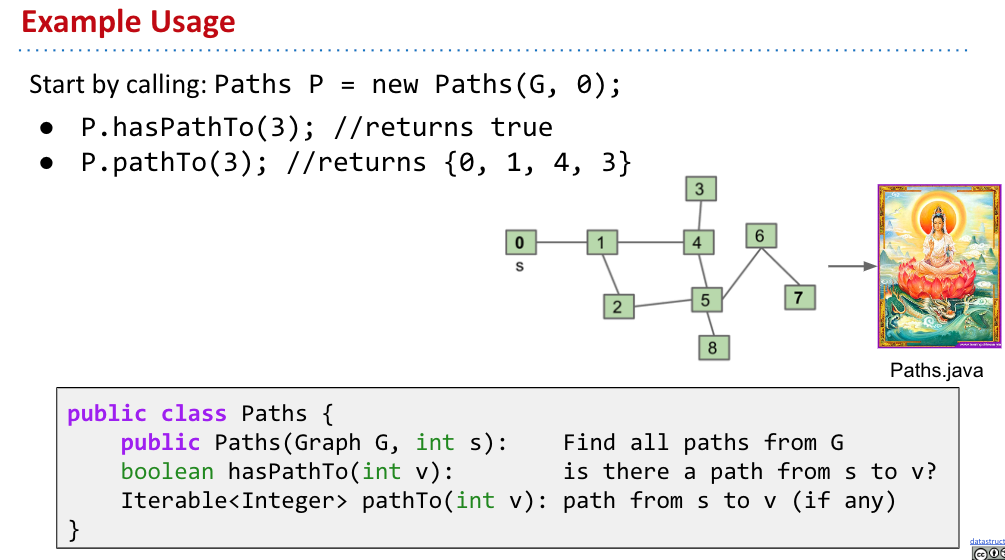 Example Usage
Start by calling: Paths P = new Paths(G, 0);
● P.hasPathTo(3); //returns true
● P.pathTo(3); //returns {0, 1, 4, 3}
3
0 1 4 6
s
2 5 7
8
Paths.java
public class Paths {
public Paths(Graph G, int s): Find all paths from G
boolean hasPathTo(int v): is there a path from s to v?
Iterable<Integer> pathTo(int v): path from s to v (if any)
}
datastruct